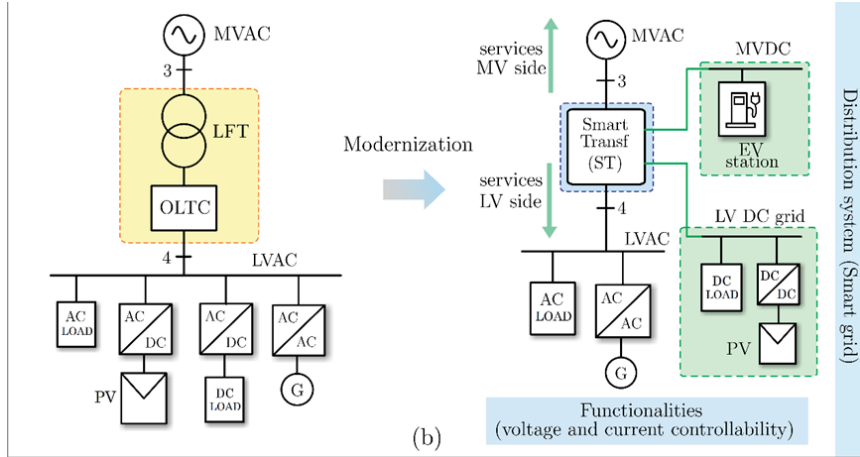 MVAC
3
LFT
OLTC
4
LVAC
AC
LOAD
AC
DC
AC
DC
AC
AC
PV
DC
LOAD
G
Modernization
services
MV side
services
LV side
MVAC
3
Smart
Transf
(ST)
4
LVAC
AC
LOAD
AC
AC
G
MVDC
EV
station
LV DC grid
DC
LOAD
DC
DC
PV
Functionalities
(voltage and current controllability)
(b)
Distribution system (Smart grid)